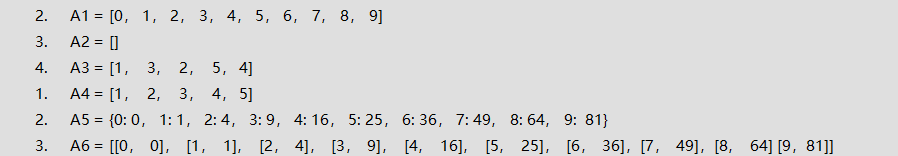 2. A1 = [0, 1, 2, 3, 4, 5, 6, 7, 8, 9]
3. A2 = []
4. A3 = [1, 3, 2, 5, 4]
1. A4 = [1, 2, 3, 4, 5]
2. A5 = {0: 0, 1: 1, 2: 4, 3: 9, 4: 16, 5: 25, 6: 36, 7: 49, 8: 64, 9: 81}
3. A6 = [[0, 0], [1, 1], [2, 4], [3, 9], [4, 16], [5, 25], [6, 36], [7, 49], [8, 64] [9, 81]]